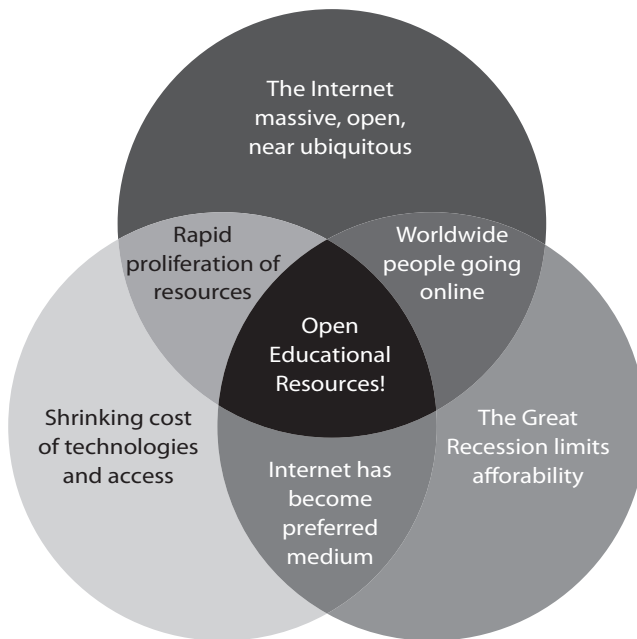 The Internet
massive, open,
near ubiquitous
Rapid
proliferation of
resources
Worldwide
people going
online
Open
Educational
Resources!
Shrinking cost
of technologies
and access
The Great
Recession limits
afforability
Internet has
become
preferred
medium